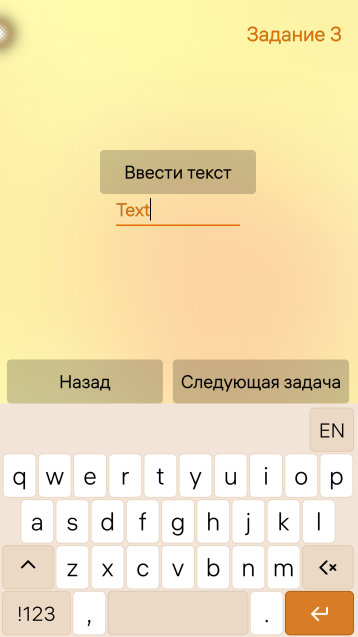 Задание 3
Ввести текст
Text
Назад
Следующая задача
EN
q w e r t y u i o p
a s d f g h j k l
z x c v b n m
!123 , .